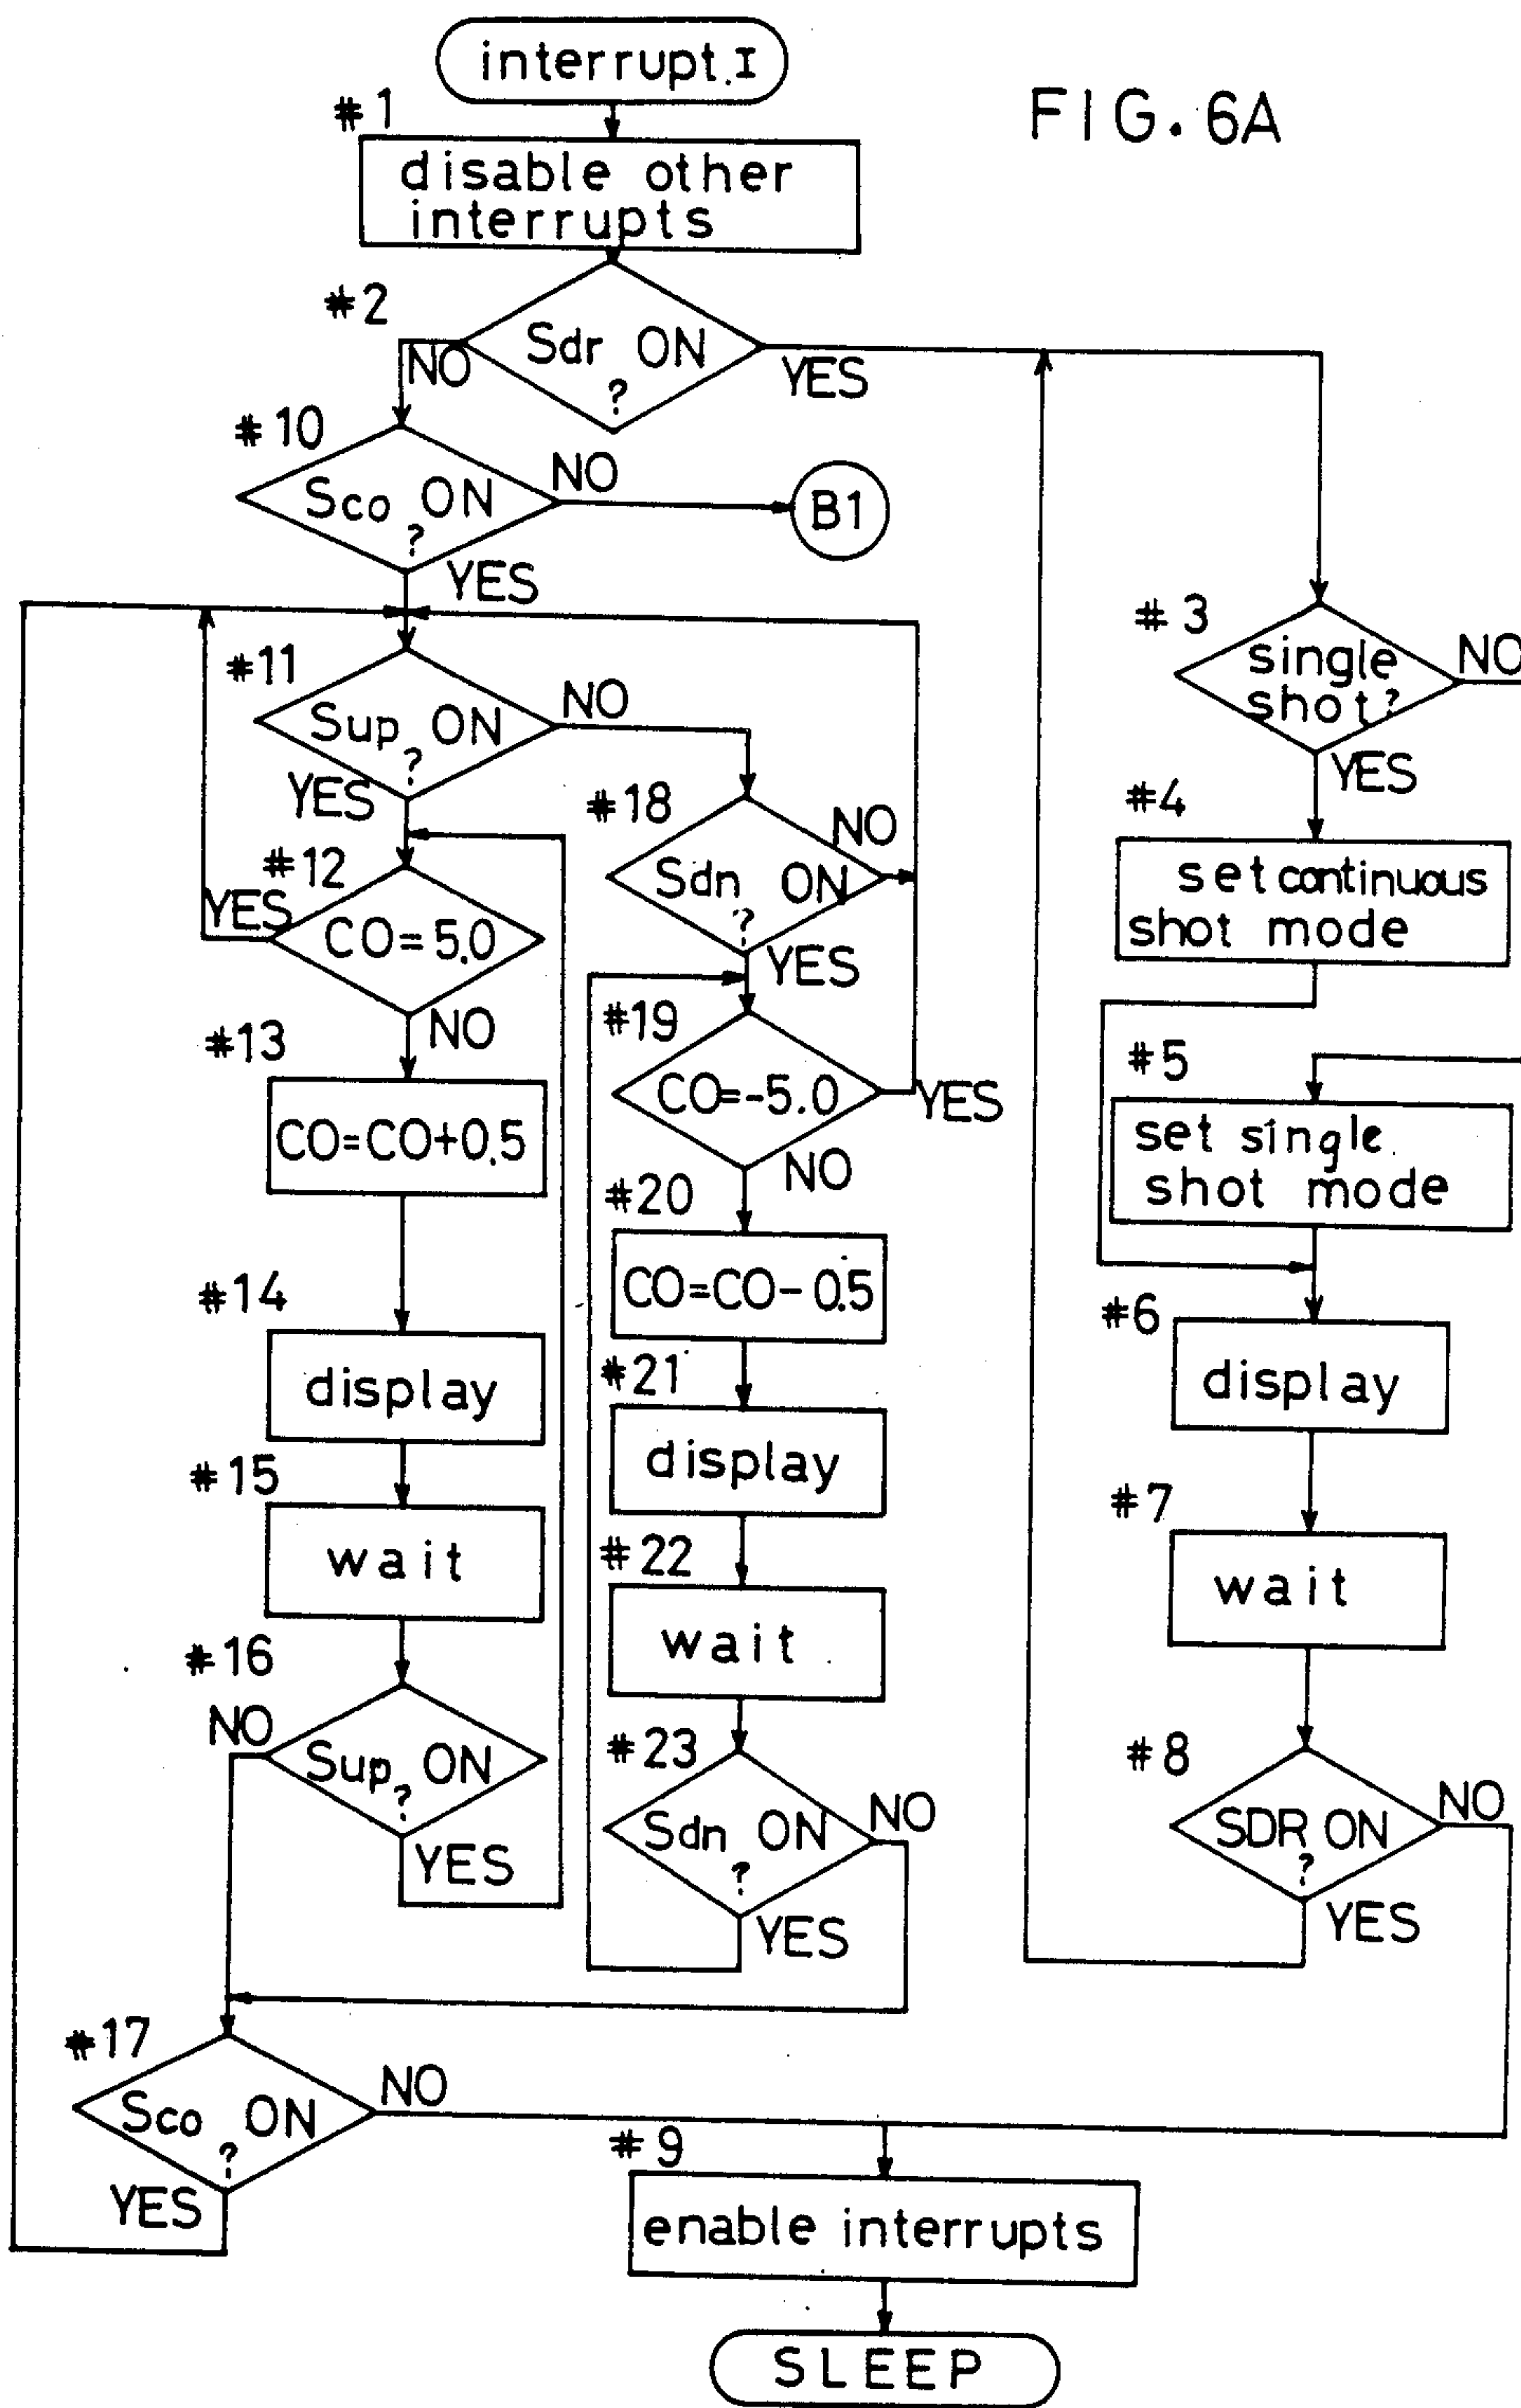 interrupt.I
FIG. 6A
#1
disable other
interrupts
#2
Sdr ON
?
NO
YES
#10
Sco ON
?
NO
B1
YES
#11
Sup ON
?
NO
YES
#18
Sdn ON
?
NO
YES
#12
CO=5.0
YES
NO
#13
CO=CO+0.5
#14
display
#15
wait
#16
Sup ON
?
NO
YES
#19
CO=-5.0
YES
NO
#20
CO=CO-0.5
#21
display
#22
wait
#23
Sdn ON
?
NO
YES
#17
Sco ON
?
NO
YES
#3
single
shot?
NO
YES
#4
set continuous
shot mode
#5
set single
shot mode
#6
display
#7
wait
#8
SDR ON
?
NO
YES
#9
enable interrupts
SLEEP